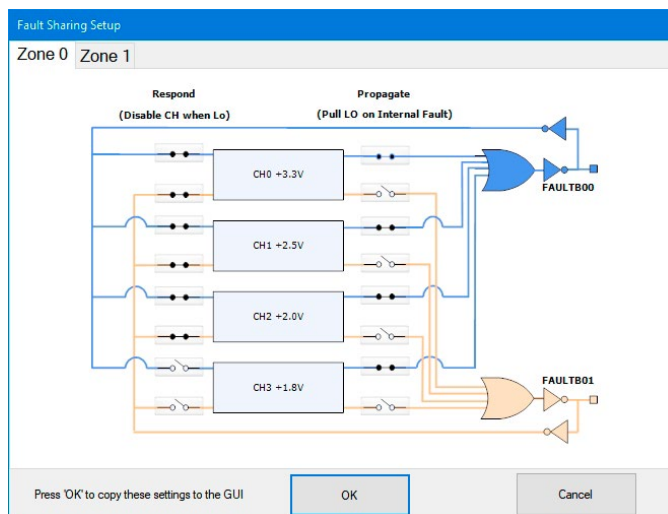 Fault Sharing Setup
Zone 0 Zone 1
Respond Propagate
(Disable CH when Lo) (Pull LO on Internal Fault)
CH0 +3.3V
FAULTB00
CH1 +2.5V
CH2 +2.0V
CH3 +1.8V
FAULTB01
Press 'OK' to copy these settings to the GUI OK Cancel